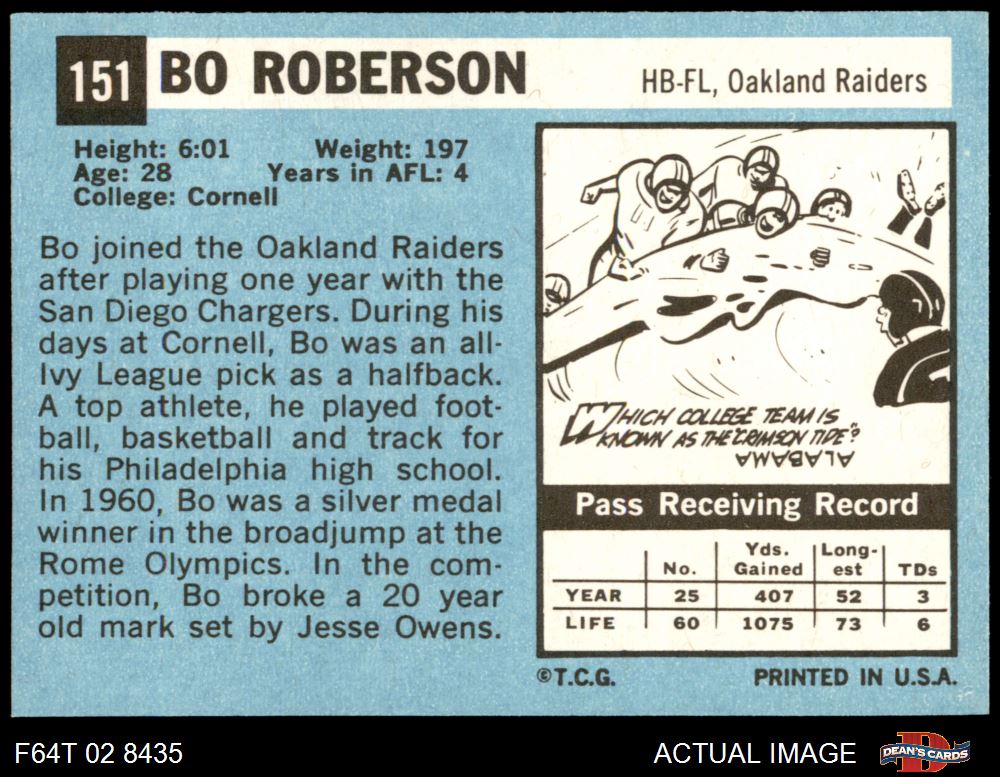 151 BO ROBERSON
HB-FL, Oakland Raiders
Height: 6:01 Weight: 197
Age: 28 Years in AFL: 4
College: Cornell
Bo joined the Oakland Raiders
after playing one year with the
San Diego Chargers. During his
days at Cornell, Bo was an all-
Ivy League pick as a halfback.
A top athlete, he played foot-
ball, basketball and track for
his Philadelphia high school.
In 1960, Bo was a silver medal
winner in the broadjump at the
Rome Olympics. In the com-
petition, Bo broke a 20 year
old mark set by Jesse Owens.
WHICH COLLEGE TEAM IS
KNOWN AS THE "CRIMSON TIDE"?
ALABAMA
Pass Receiving Record
No. Yds. Gained Long-est TDs
YEAR 25 407 52 3
LIFE 60 1075 73 6
©T.C.G. PRINTED IN U.S.A.
F64T 02 8435
ACTUAL IMAGE
DEAN'S CARDS